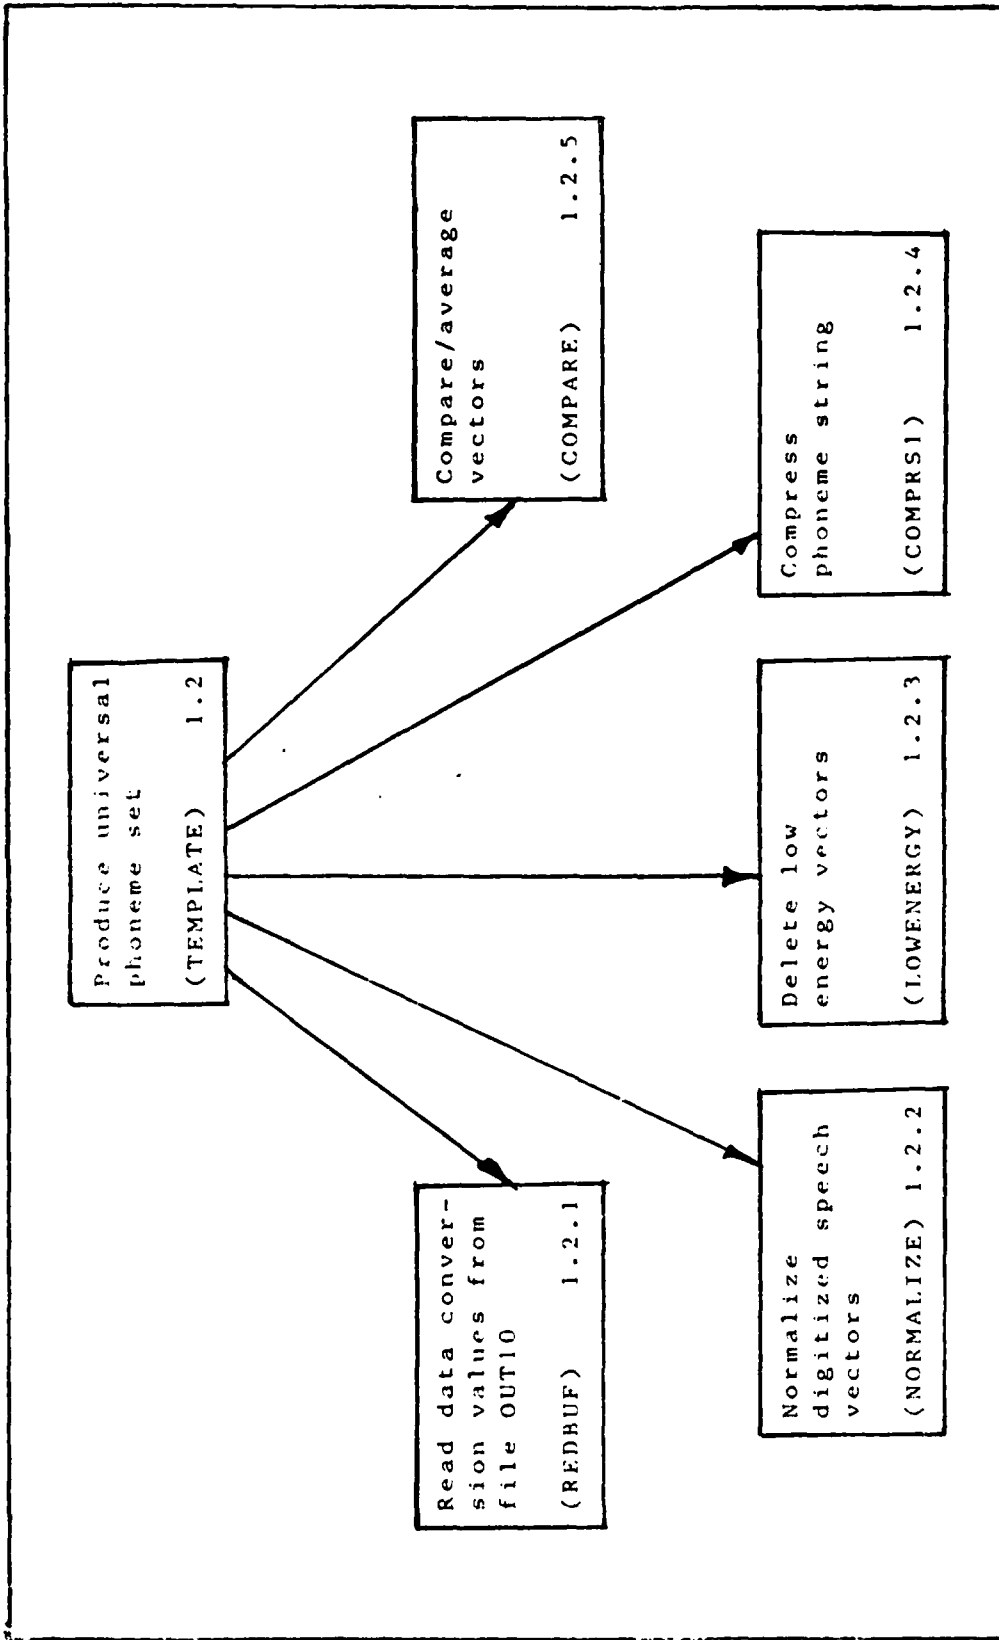 Produce universal
phoneme set
(TEMPLATE) 1.2
Read data conver-
sion values from
file OUT10
(REDBUF) 1.2.1
Compare/average
vectors
(COMPARE) 1.2.5
Normalize
digitized speech
vectors
(NORMALIZE) 1.2.2
Delete low
energy vectors
(LOWENERGY) 1.2.3
Compress
phoneme string
(COMPRS1) 1.2.4